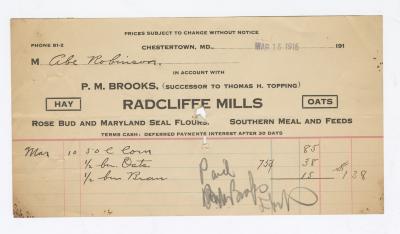 PRICES SUBJECT TO CHANGE WITHOUT NOTICE
PHONE 81-2
CHESTERTOWN, MD., MAR 15 1916 191
M Abe Robinson,
IN ACCOUNT WITH
P. M. BROOKS, (SUCCESSOR TO THOMAS H. TOPPING)
HAY RADCLIFFE MILLS OATS
ROSE BUD AND MARYLAND SEAL FLOURS, SOUTHERN MEAL AND FEEDS
TERMS CASH: DEFERRED PAYMENTS INTEREST AFTER 30 DAYS
Mar 10 50 C Corn 85
1/2 bu. Oats 75 38
1/2 bu Bran 15 $ 1 38
Paid